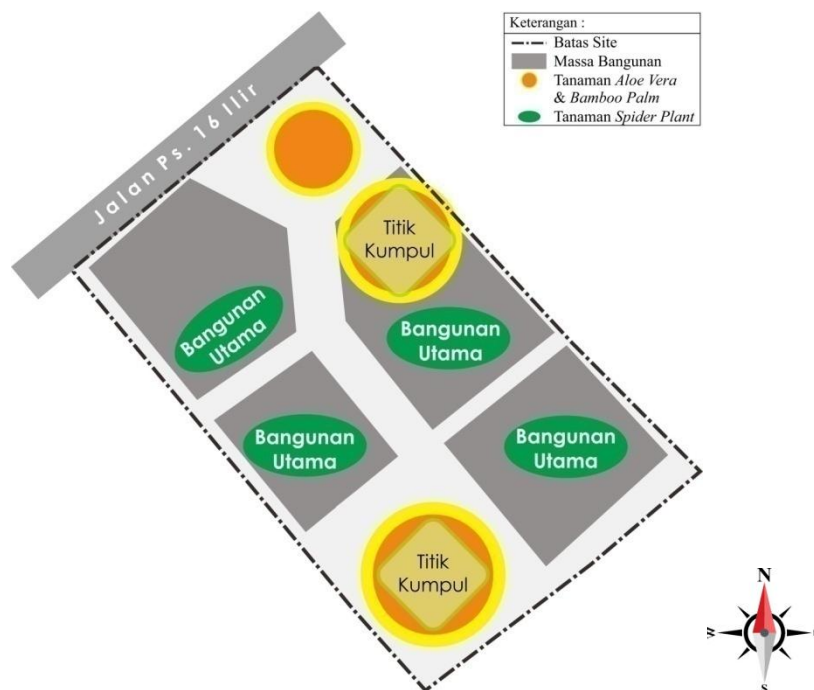 Keterangan :
Batas Site
Massa Bangunan
Tanaman Aloe Vera
& Bamboo Palm
Tanaman Spider Plant
Jalan Ps. 16 Ilir
Titik
Kumpul
Bangunan
Utama
Bangunan
Utama
Bangunan
Utama
Bangunan
Utama
Titik
Kumpul
N
W
S